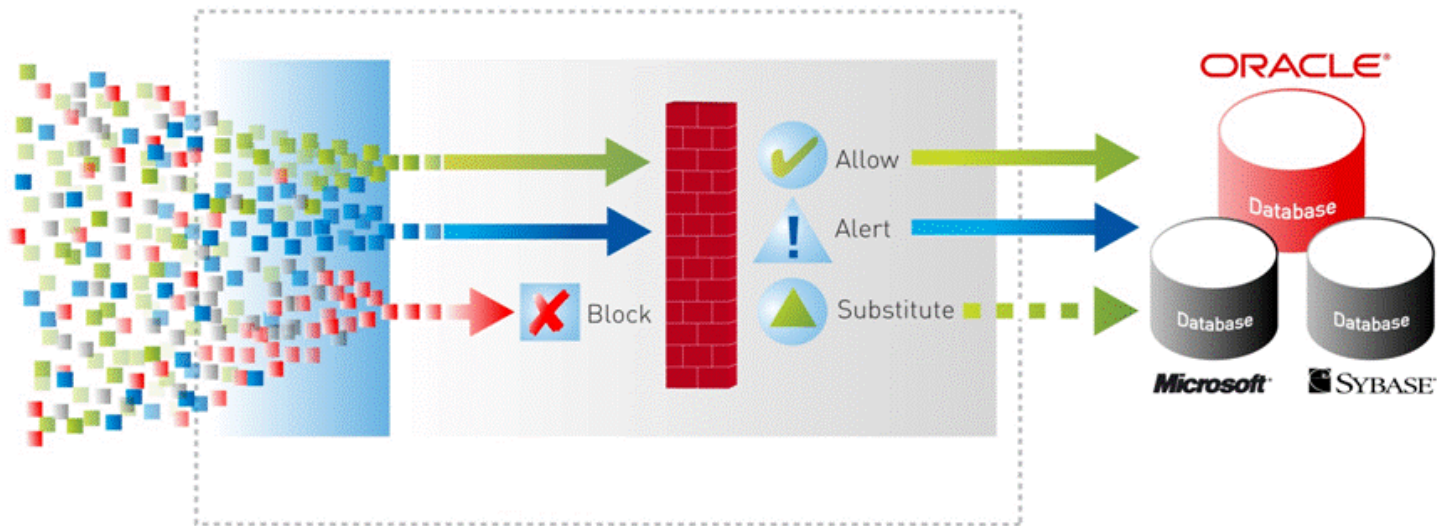 ORACLE®
Allow
Database
Alert
Block
Substitute
Database
Database
Microsoft®
SYBASE®